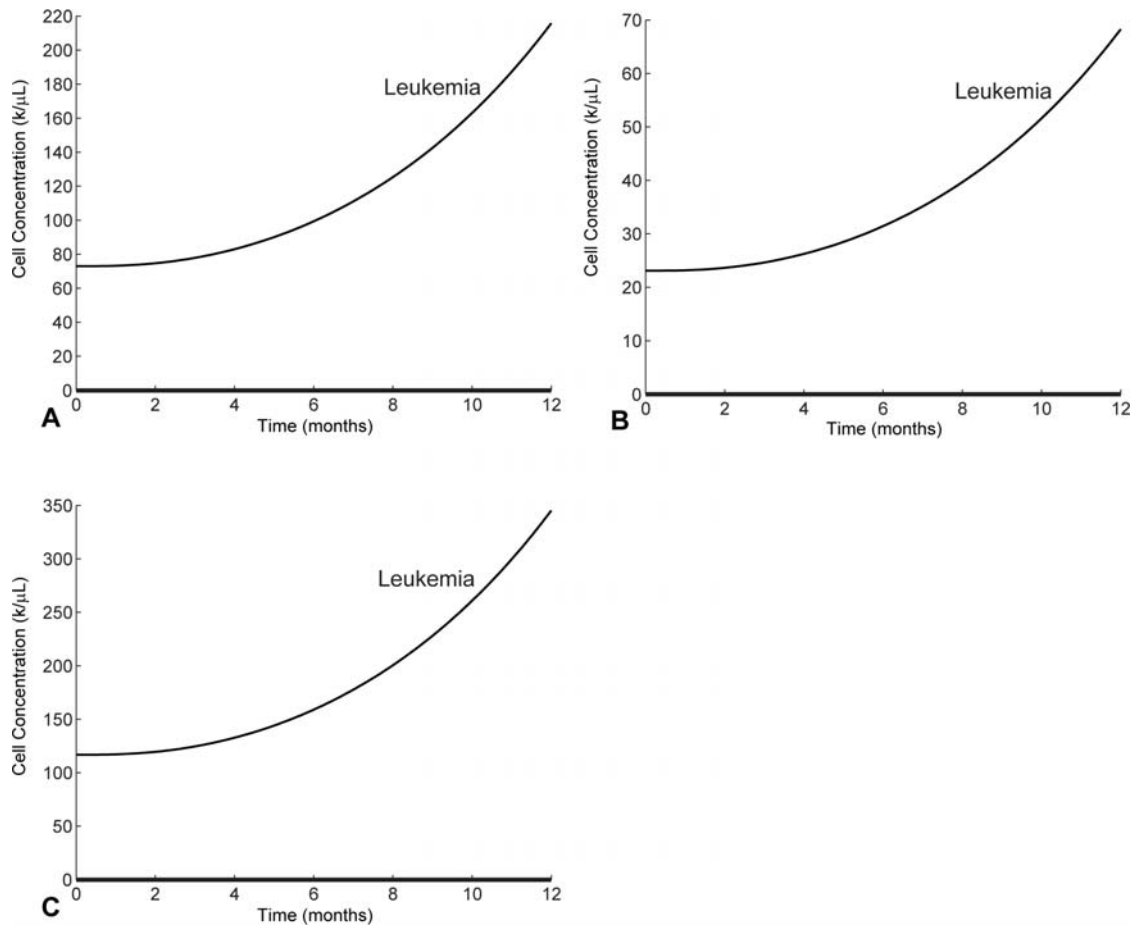 220
200
180
160
140
120
100
80
60
40
20
0
Cell Concentration (k/μL)
Leukemia
0 2 4 6 8 10 12
Time (months)
A
70
60
50
40
30
20
10
0
Cell Concentration (k/μL)
Leukemia
0 2 4 6 8 10 12
Time (months)
B
350
300
250
200
150
100
50
0
Cell Concentration (k/μL)
Leukemia
0 2 4 6 8 10 12
Time (months)
C